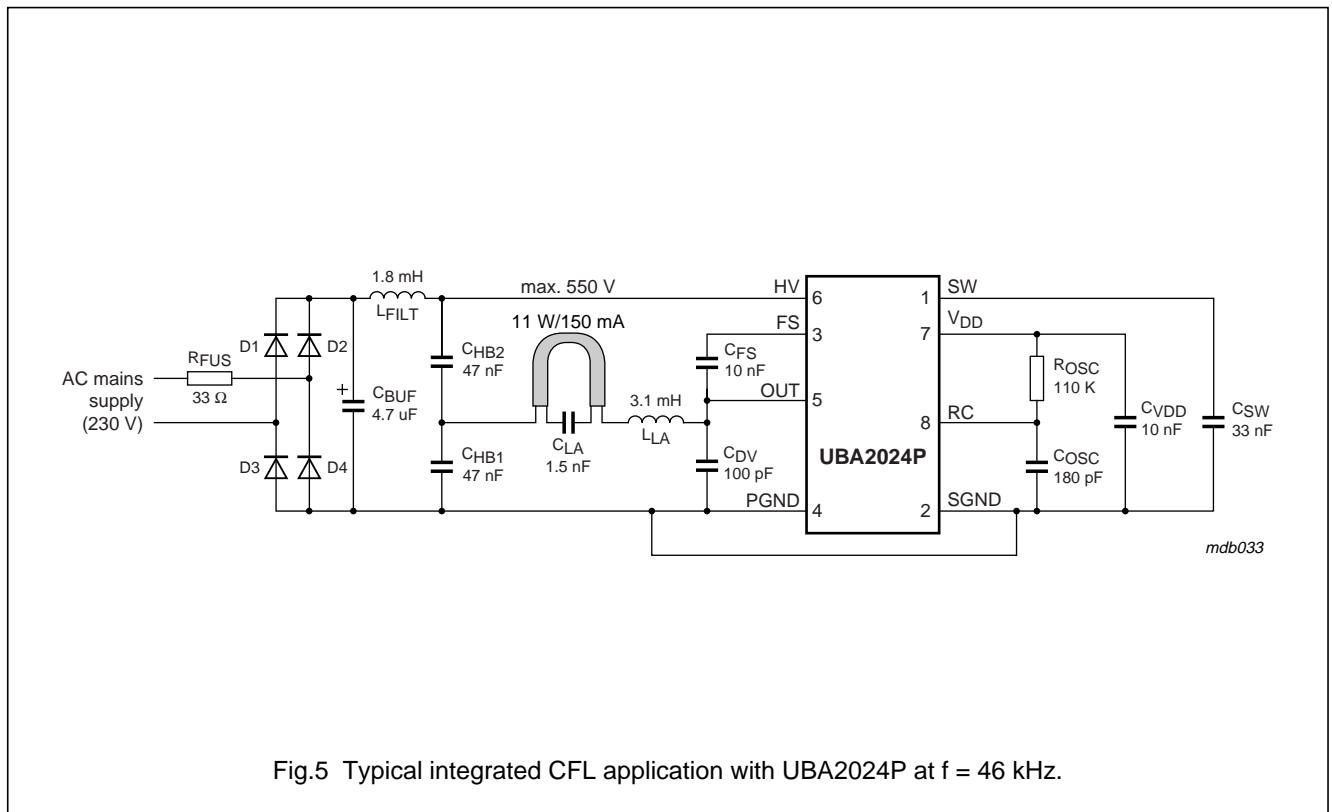 AC mains
supply
(230 V)
RFUS
33 Ω
D1
D2
D3
D4
CBUF
4.7 uF
+
1.8 mH
LFILT
max. 550 V
CHB2
47 nF
CHB1
47 nF
11 W/150 mA
CLA
1.5 nF
3.1 mH
LLA
CFS
10 nF
CDV
100 pF
HV
FS
OUT
PGND
6
3
5
4
UBA2024P
1
7
8
2
SW
VDD
RC
SGND
ROSC
110 K
COSC
180 pF
CVDD
10 nF
CSW
33 nF
mdb033
Fig.5 Typical integrated CFL application with UBA2024P at f = 46 kHz.